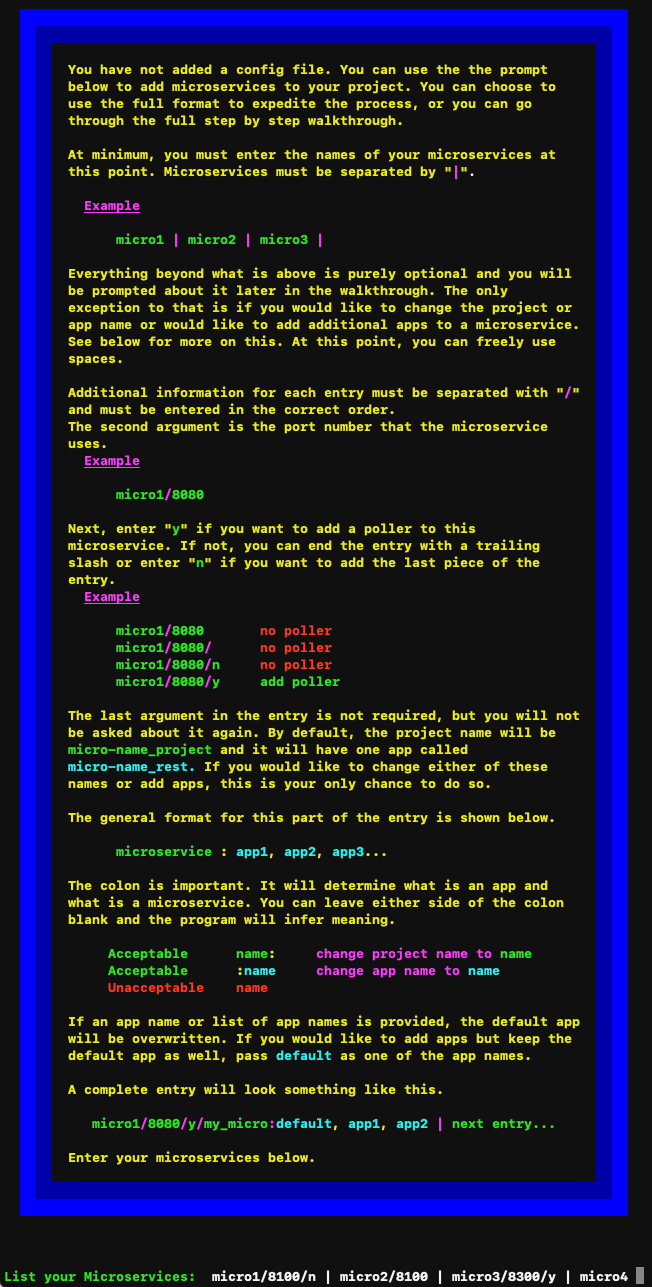 You have not added a config file. You can use the the prompt
below to add microservices to your project. You can choose to
use the full format to expedite the process, or you can go
through the full step by step walkthrough.
At minimum, you must enter the names of your microservices at
this point. Microservices must be separated by "|".
Example
micro1 | micro2 | micro3 |
Everything beyond what is above is purely optional and you will
be prompted about it later in the walkthrough. The only
exception to that is if you would like to change the project or
app name or would like to add additional apps to a microservice.
See below for more on this. At this point, you can freely use
spaces.
Additional information for each entry must be separated with "/"
and must be entered in the correct order.
The second argument is the port number that the microservice
uses.
Example
micro1/8080
Next, enter "y" if you want to add a poller to this
microservice. If not, you can end the entry with a trailing
slash or enter "n" if you want to add the last piece of the
entry.
Example
micro1/8080 no poller
micro1/8080/ no poller
micro1/8080/n no poller
micro1/8080/y add poller
The last argument in the entry is not required, but you will not
be asked about it again. By default, the project name will be
micro-name_project and it will have one app called
micro-name_rest. If you would like to change either of these
names or add apps, this is your only chance to do so.
The general format for this part of the entry is shown below.
microservice : app1, app2, app3...
The colon is important. It will determine what is an app and
what is a microservice. You can leave either side of the colon
blank and the program will infer meaning.
Acceptable name: change project name to name
Acceptable :name change app name to name
Unacceptable name
If an app name or list of app names is provided, the default app
will be overwritten. If you would like to add apps but keep the
default app as well, pass default as one of the app names.
A complete entry will look something like this.
micro1/8080/y/my_micro:default, app1, app2 | next entry...
Enter your microservices below.
List your Microservices: micro1/8100/n | micro2/8100 | micro3/8300/y | micro4